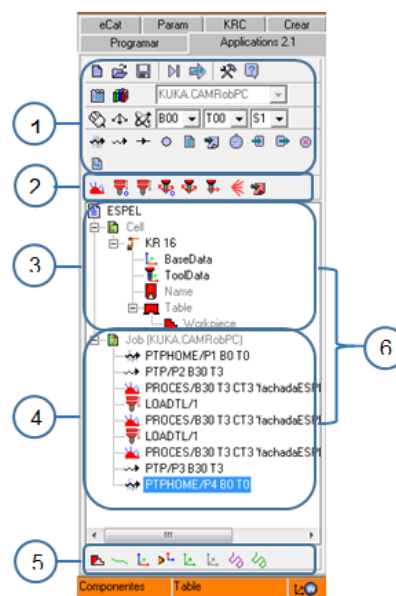 eCat Param KRC Crear
Programar Applications 2.1
KUKA.CAMRobPC
B00 T00 S1
1
2
ESPEL
Cell
KR 16
BaseData
ToolData
Name
Table
Workpiece
3
6
Job (KUKA.CAMRobPC)
PTPHOME/P1 B0 T0
PTP/P2 B30 T3
PROCES/B30 T3 CT3
LOADTL/1
PROCES/B30 T3 CT3
LOADTL/1
PROCES/B30 T3 CT3
PTP/P3 B30 T3
PTPHOME/P4 B0 T0
4
5
Componentes Table